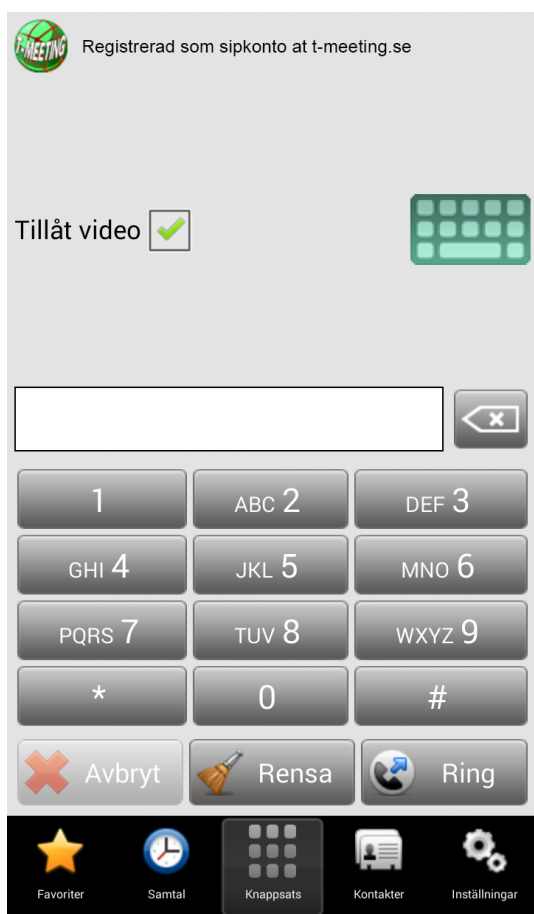 T-MEETING
Registrerad som sipkonto at t-meeting.se
Tillåt video
1
ABC 2
DEF 3
GHI 4
JKL 5
MNO 6
PQRS 7
TUV 8
WXYZ 9
*
0
#
Avbryt
Rensa
Ring
Favoriter
Samtal
Knappsats
Kontakter
Inställningar